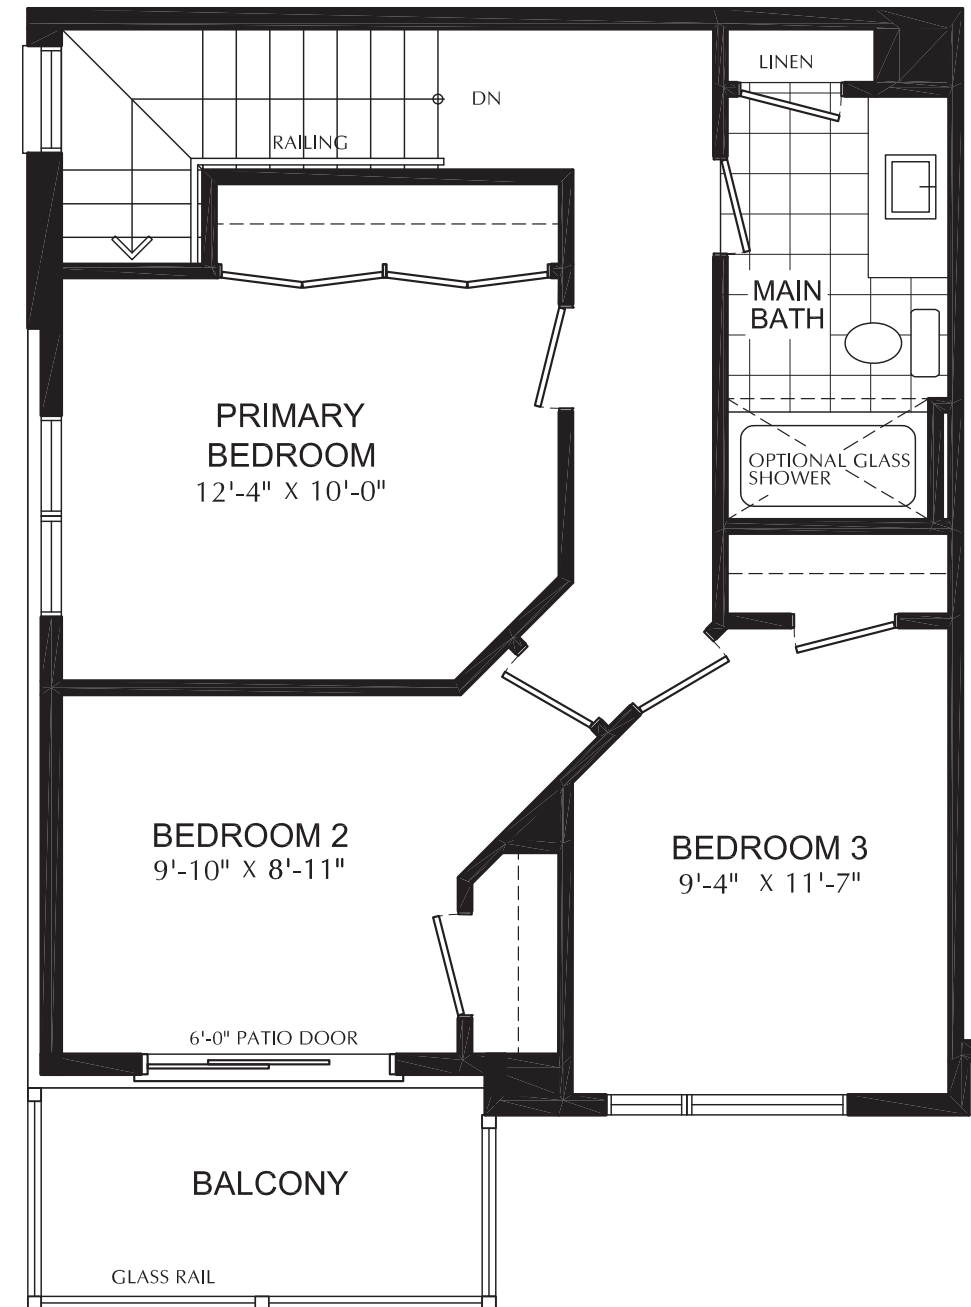 LINEN
DN
RAILING
MAIN
BATH
PRIMARY
BEDROOM
12'-4" X 10'-0"
OPTIONAL GLASS
SHOWER
BEDROOM 2
9'-10" X 8'-11"
BEDROOM 3
9'-4" X 11'-7"
6'-0" PATIO DOOR
BALCONY
GLASS RAIL